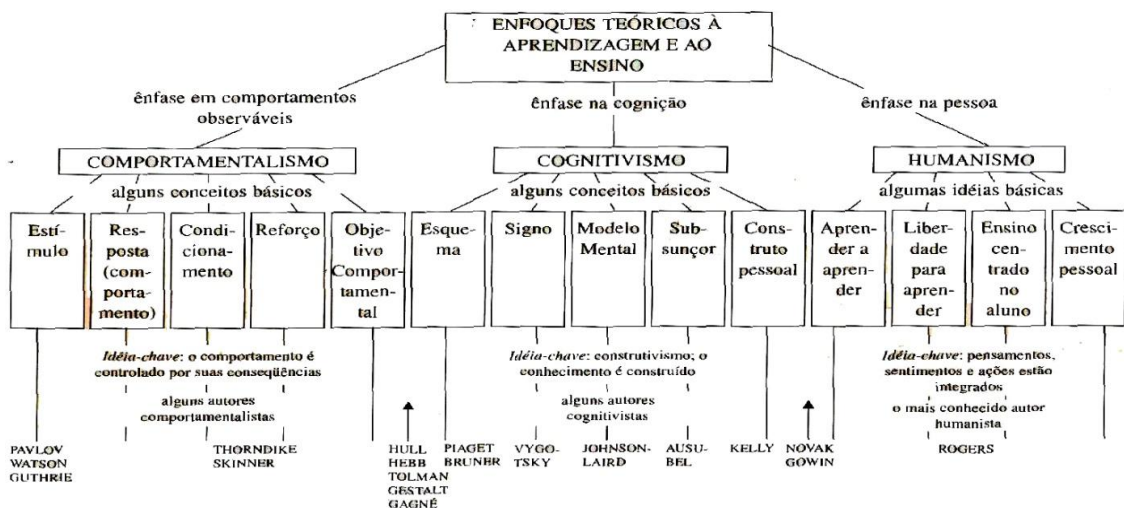 ENFOQUES TEÓRICOS À
APRENDIZAGEM E AO
ENSINO
ênfase em comportamentos
observáveis
ênfase na cognição
ênfase na pessoa
COMPORTAMENTALISMO
COGNITIVISMO
HUMANISMO
alguns conceitos básicos
alguns conceitos básicos
algumas idéias básicas
Estí-
mulo
Res-
posta
(com-
porta-
mento)
Condi-
ciona-
mento
Reforço
Obje-
tivo
Compor-
tamen-
tal
Esque-
ma
Signo
Modelo
Mental
Sub-
sunçor
Cons-
truto
pessoal
Apren-
der a
apren-
der
Liber-
dade
para
apren-
der
Ensino
cen-
trado
no
aluno
Cresci-
mento
pessoal
Idéia-chave: o comportamento é
controlado por suas conseqüências
alguns autores
comportamentalistas
Idéia-chave: construtivismo; o
conhecimento é construído
alguns autores
cognitivistas
Idéia-chave: pensamentos,
sentimentos e ações estão
integrados
o mais conhecido autor
humanista
PAVLOV
WATSON
GUTHRIE
THORNDIKE
SKINNER
HULL
HEBB
TOLMAN
GESTALT
GAGNÉ
PIAGET
BRUNER
VYGO-
TSKY
JOHNSON-
LAIRD
AUSU-
BEL
KELLY
NOVAK
GOWIN
ROGERS